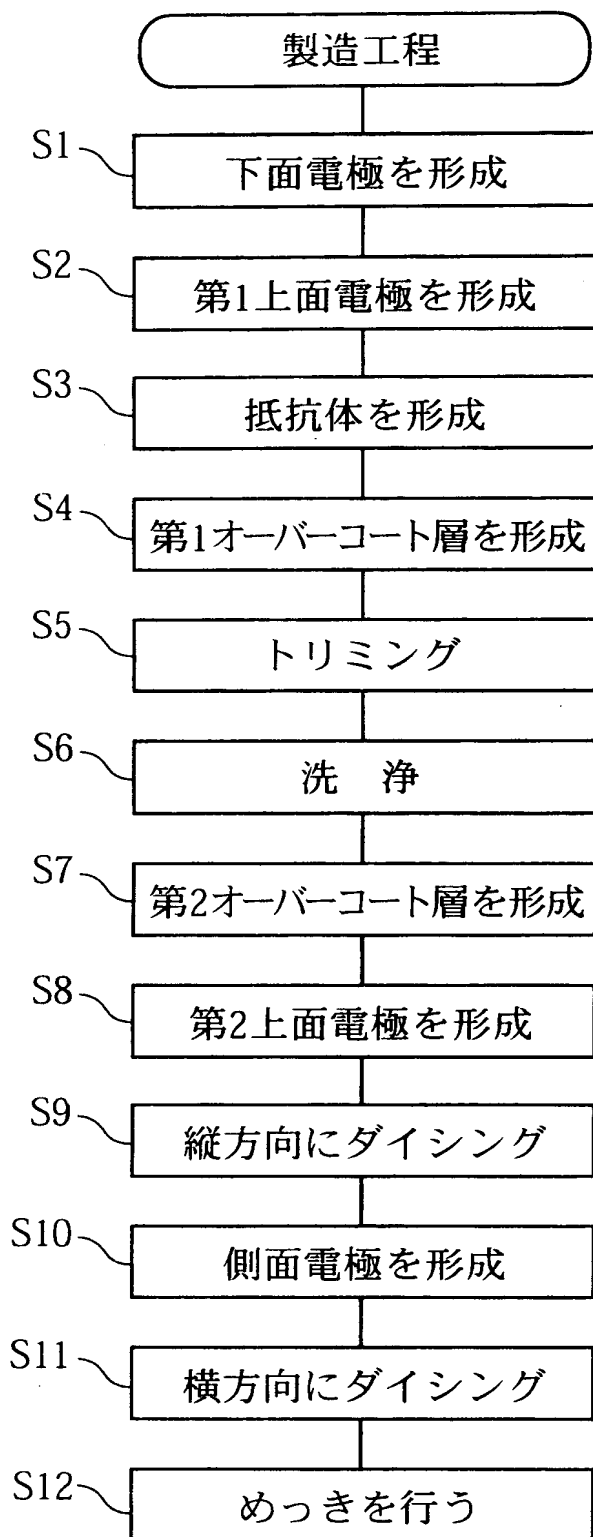 製造工程
S1
下面電極を形成
S2
第1上面電極を形成
S3
抵抗体を形成
S4
第1オーバーコート層を形成
S5
トリミング
S6
洗　浄
S7
第2オーバーコート層を形成
S8
第2上面電極を形成
S9
縦方向にダイシング
S10
側面電極を形成
S11
横方向にダイシング
S12
めっきを行う